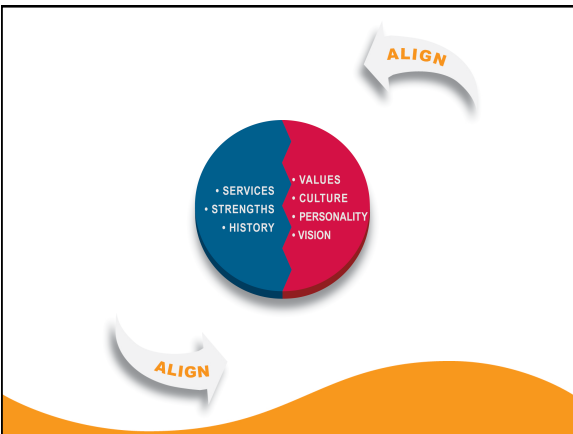 ALIGN
• SERVICES
• STRENGTHS
• HISTORY
• VALUES
• CULTURE
• PERSONALITY
• VISION
ALIGN